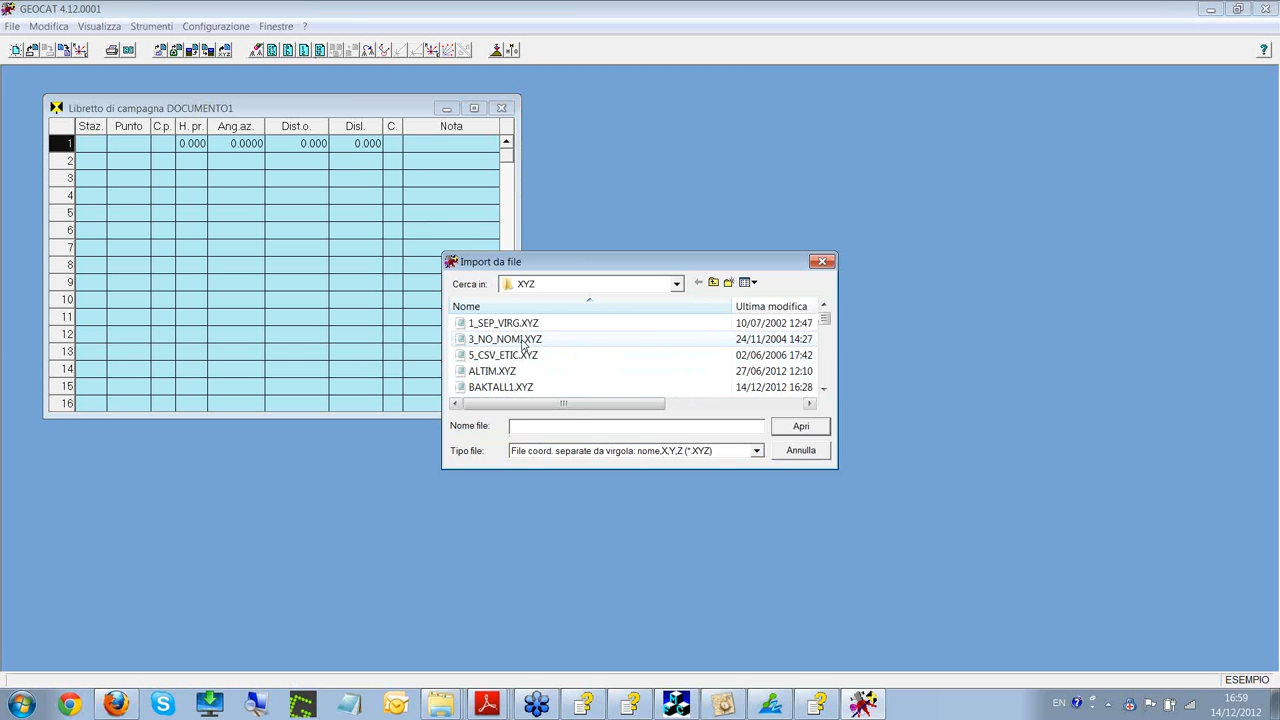 GEOCAT 4.12.0001
File Modifica Visualizza Strumenti Configurazione Finestre ?
Libretto di campagna DOCUMENTO1
Staz. Punto C.p. H. pr. Ang.az. Dist.o. Disl. C. Nota
1 0.000 0.0000 0.000 0.000
2
3
4
5
6
7
8
9
10
11
12
13
14
15
16
Import da file
Cerca in: XYZ
Nome Ultima modifica
1_SEP_VIRG.XYZ 10/07/2002 12:47
3_NO_NOMI.XYZ 24/11/2004 14:27
5_CSV_ETIC.XYZ 02/06/2006 17:42
ALTIM.XYZ 27/06/2012 12:10
BAKTALL1.XYZ 14/12/2012 16:28
Nome file: Apri
Tipo file: File coord. separate da virgola: nome,X,Y,Z (*.XYZ) Annulla
ESEMPIO
EN 16:59
14/12/2012